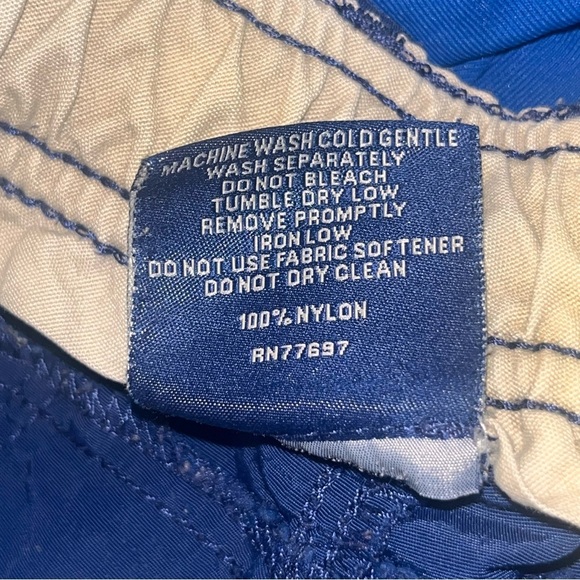 MACHINE WASH COLD GENTLE
WASH SEPARATELY
DO NOT BLEACH
TUMBLE DRY LOW
REMOVE PROMPTLY
IRON LOW
DO NOT USE FABRIC SOFTENER
DO NOT DRY CLEAN
100% NYLON
RN77697